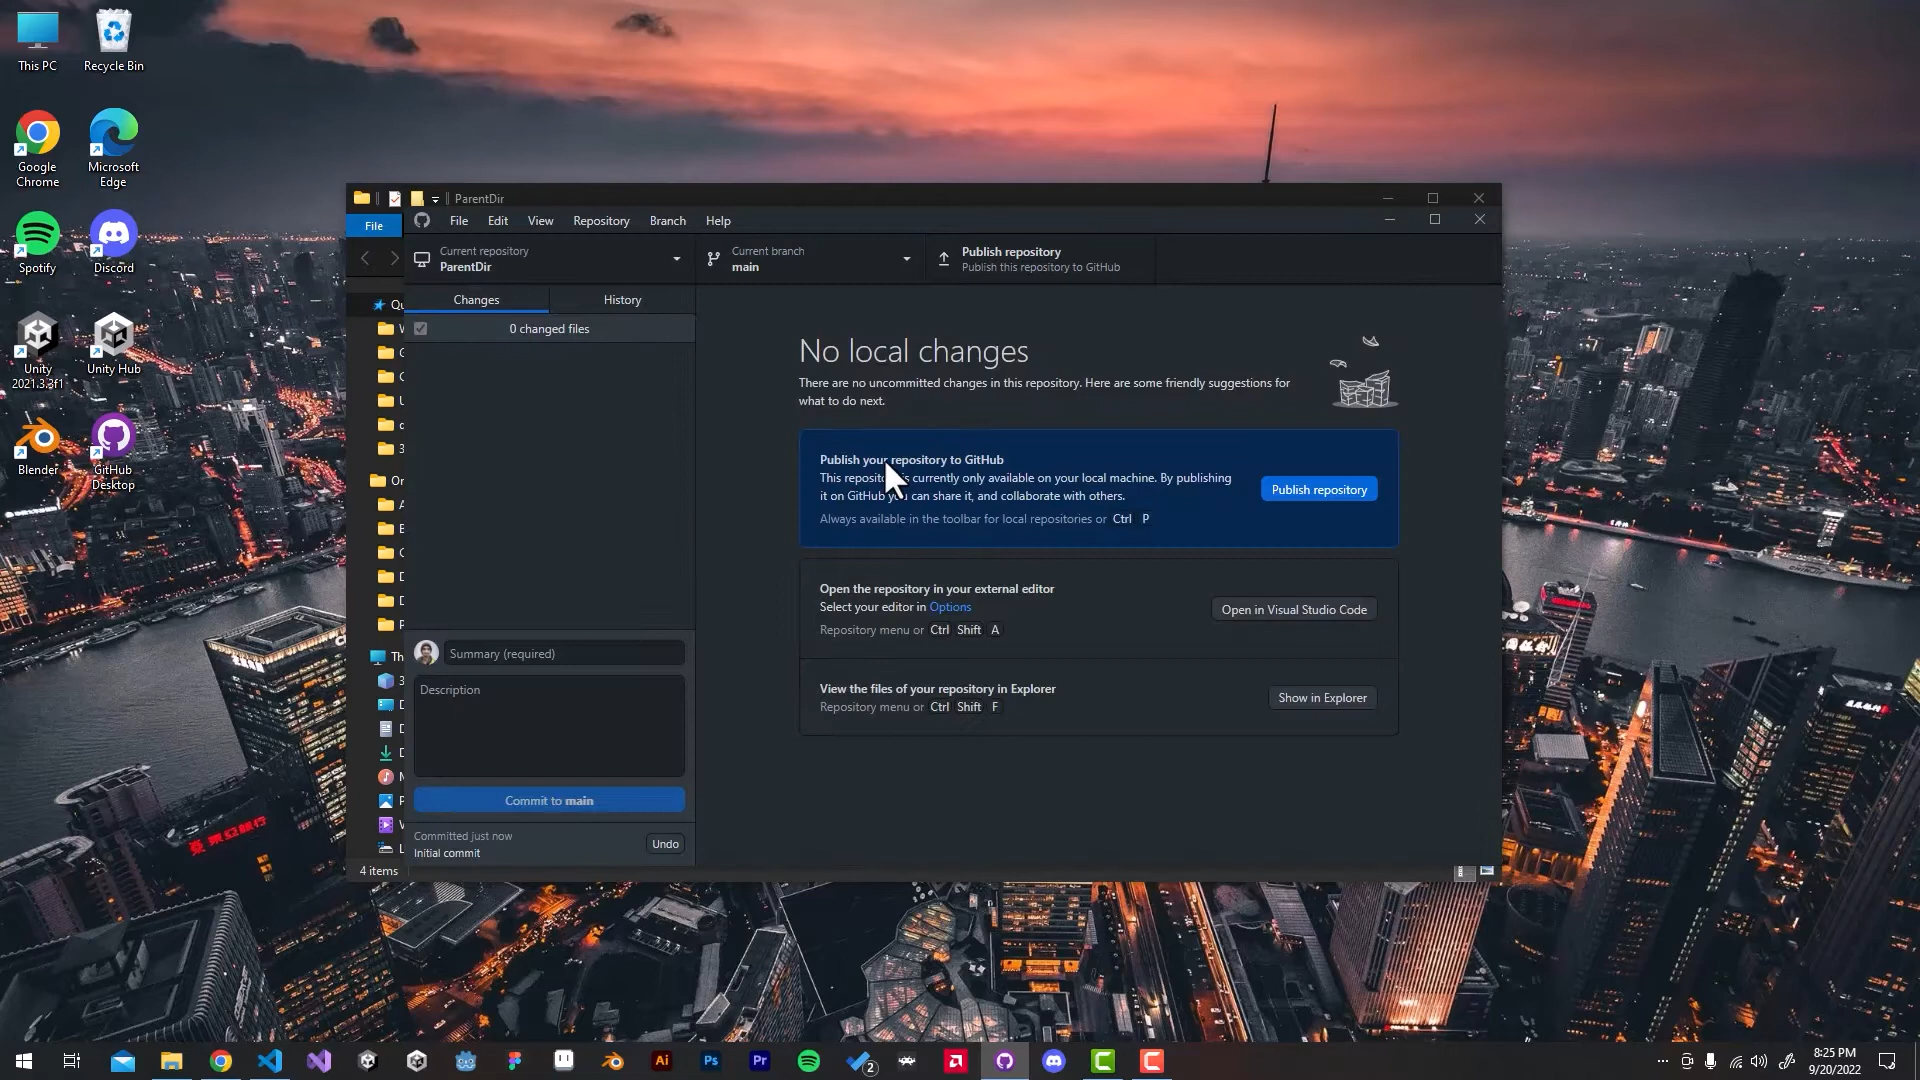 This PC
Recycle Bin
Google
Chrome
Microsoft
Edge
Spotify
Discord
Unity
2021.3.3f1
Unity Hub
Blender
GitHub
Desktop
ParentDir
File
File
Edit
View
Repository
Branch
Help
Current repository
ParentDir
Current branch
main
Publish repository
Publish this repository to GitHub
Changes
History
0 changed files
No local changes
There are no uncommitted changes in this repository. Here are some friendly suggestions for
what to do next.
Publish your repository to GitHub
currently only available on your local machine. By publishing
it on GitHub can share it, and collaborate with others.
Always available in the toolbar for local repositories or Ctrl P
Publish repository
Open the repository in your external editor
Select your editor in Options
Repository menu or Ctrl Shift A
Open in Visual Studio Code
View the files of your repository in Explorer
Repository menu or Ctrl Shift F
Show in Explorer
Summary (required)
Description
Commit to main
Committed just now
Initial commit
Undo
4 items
Ai
Ps
Pr
2
8:25 PM
9/20/2022